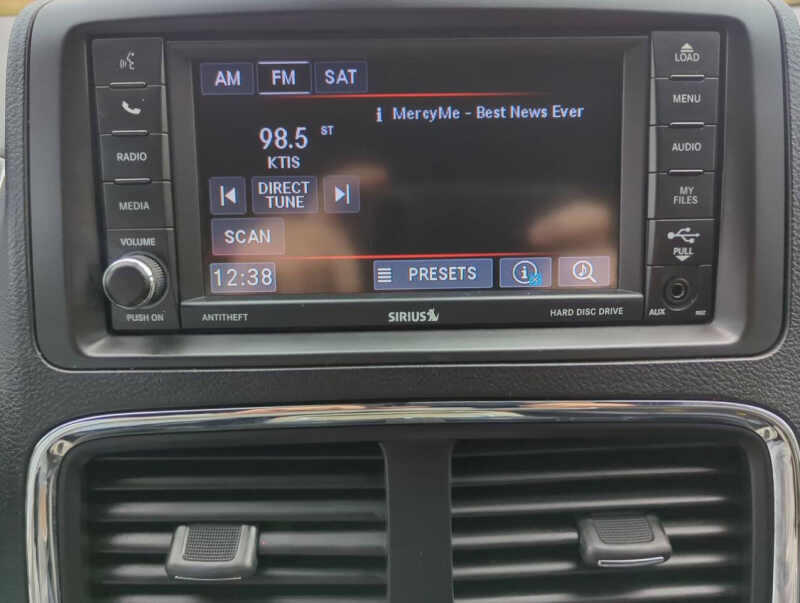 AM FM SAT
i MercyMe - Best News Ever
98.5 ST
KTIS
DIRECT
TUNE
SCAN
12:38 PRESETS i
RADIO
MEDIA
VOLUME
PUSH ON
LOAD
MENU
AUDIO
MY
FILES
PULL
AUX
ANTITHEFT SIRIUS HARD DISC DRIVE